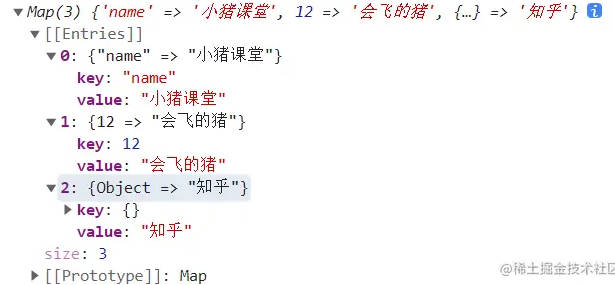 Map(3) {'name' => '小猪课堂', 12 => '会飞的猪', {…} => '知乎'}
[[Entries]]
0: {"name" => "小猪课堂"}
key: "name"
value: "小猪课堂"
1: {12 => "会飞的猪"}
key: 12
value: "会飞的猪"
2: {Object => "知乎"}
key: {}
value: "知乎"
size: 3
[[Prototype]]: Map
@稀土掘金技术社区